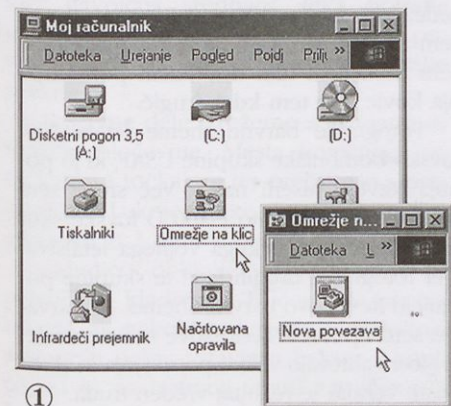 Moj računalnik
Datoteka Urejanje Pogled Pojdi Prilj »
Disketni pogon 3,5 (A:)
(C:)
(D:)
Tiskalniki
Omrežje na klic
Infrardeči prejemnik
Načrtovana opravila
Omrežje n...
Datoteka L »
Nova povezava
①